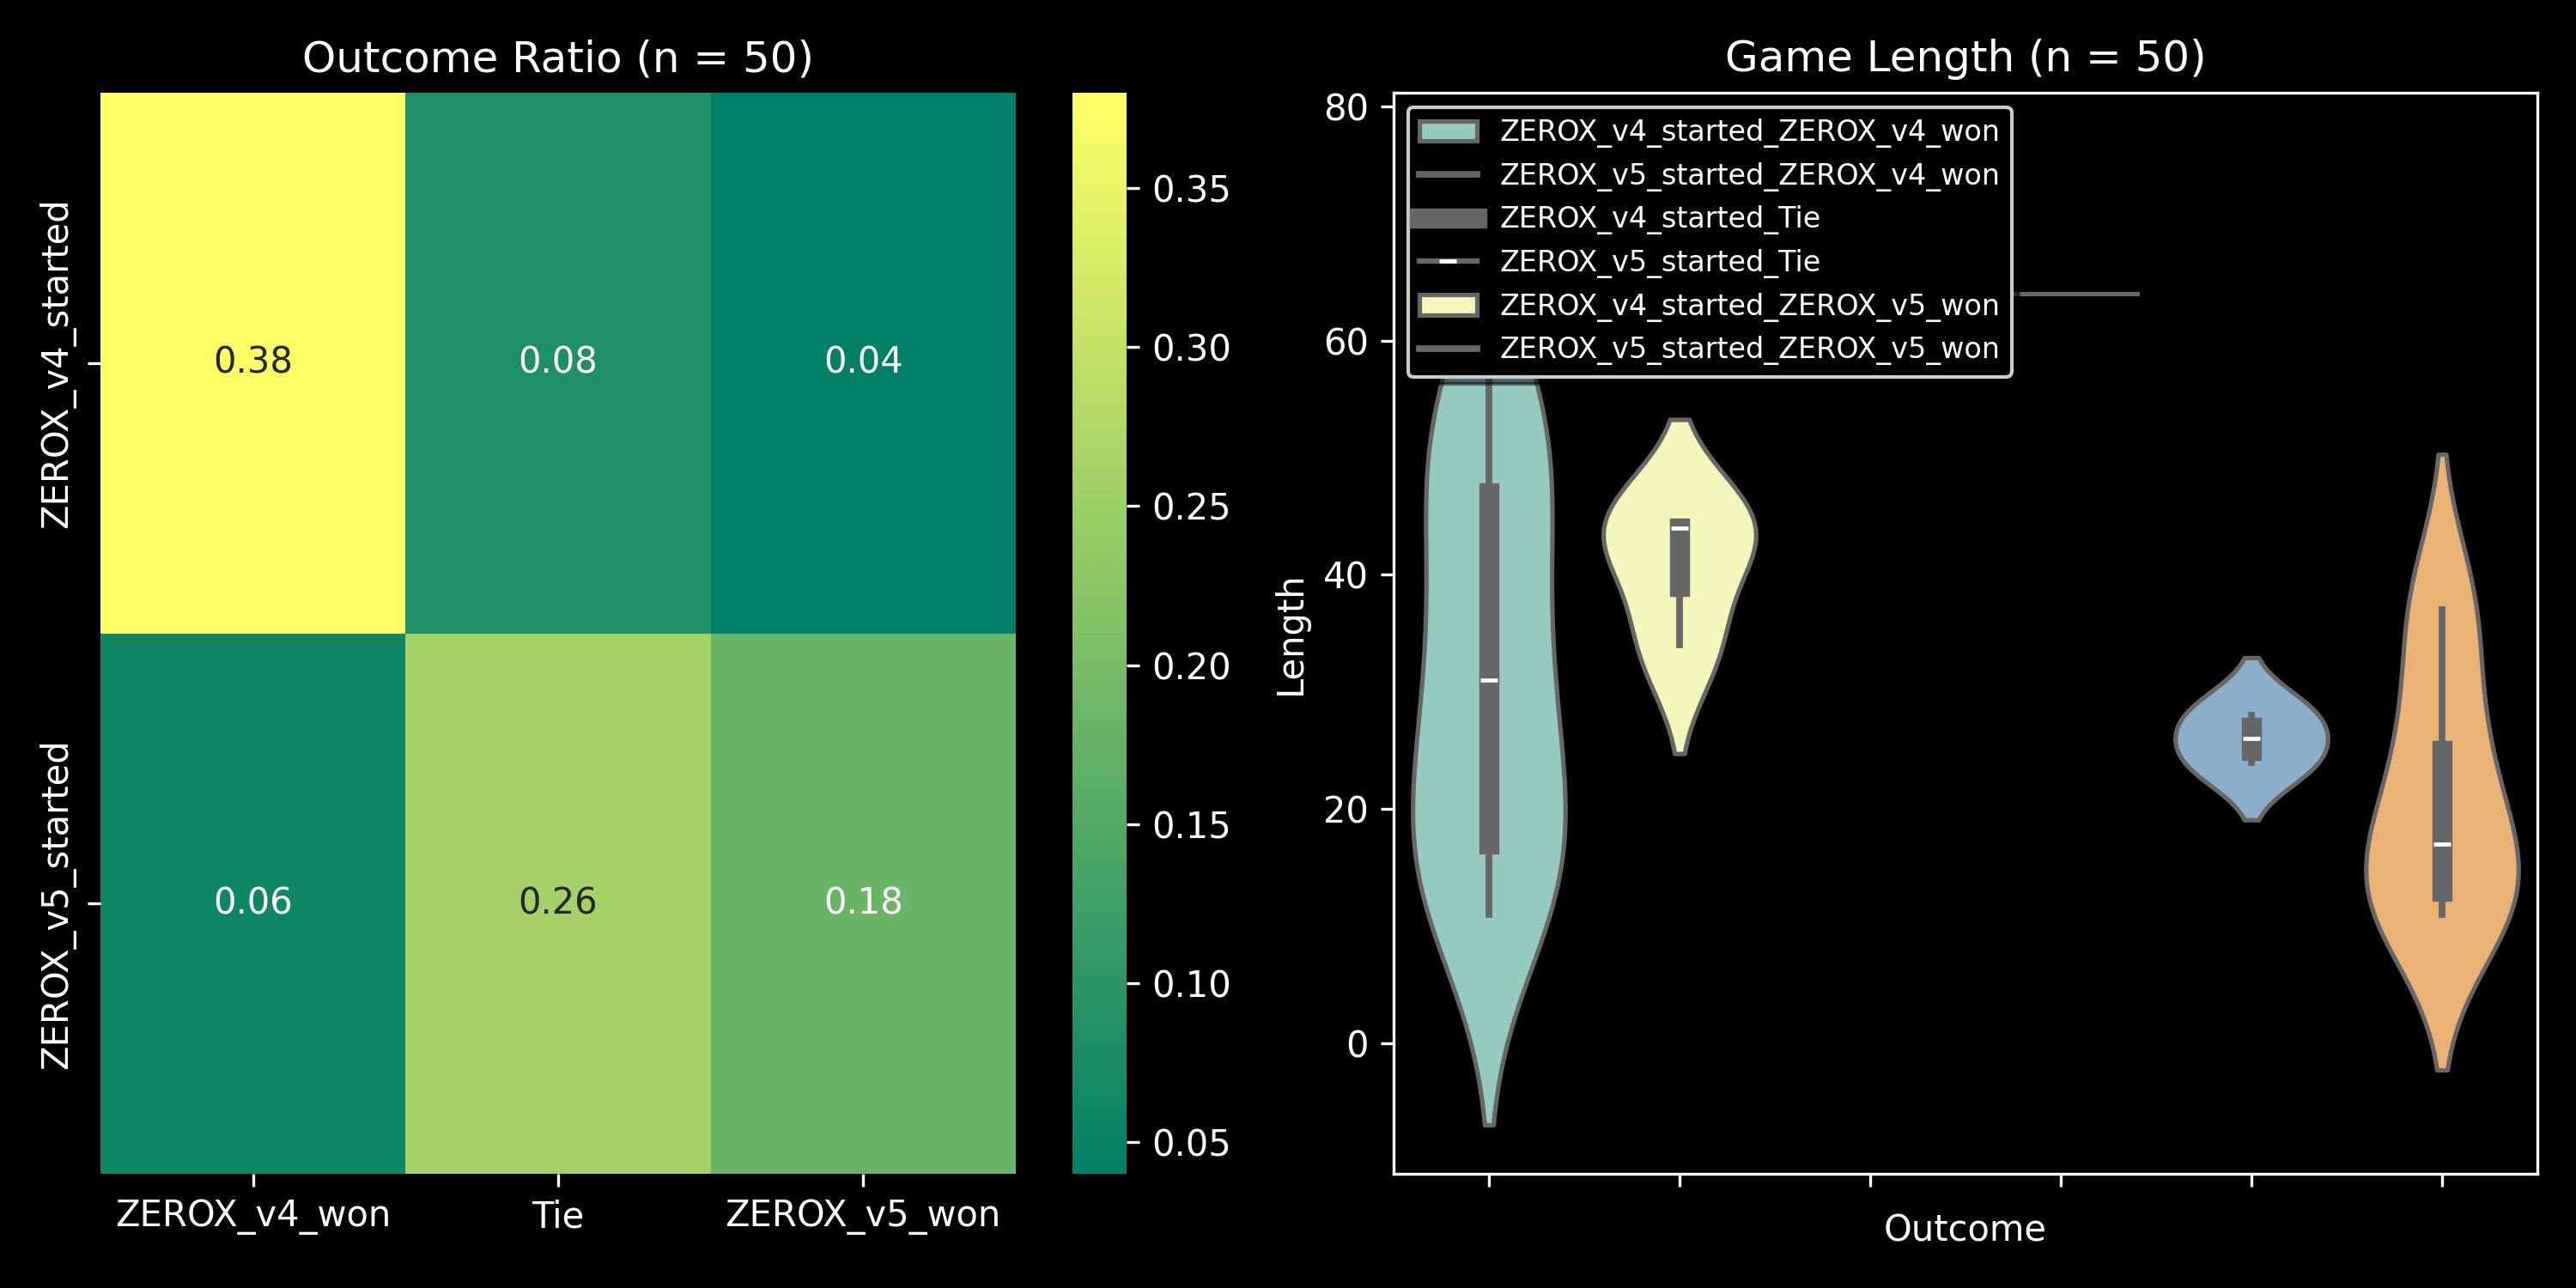 Outcome Ratio (n = 50)
ZEROX_v4_started
ZEROX_v5_started
0.38
0.08
0.04
0.06
0.26
0.18
ZEROX_v4_won
Tie
ZEROX_v5_won
0.35
0.30
0.25
0.20
0.15
0.10
0.05
Game Length (n = 50)
Length
80
60
40
20
0
ZEROX_v4_started_ZEROX_v4_won
ZEROX_v5_started_ZEROX_v4_won
ZEROX_v4_started_Tie
ZEROX_v5_started_Tie
ZEROX_v4_started_ZEROX_v5_won
ZEROX_v5_started_ZEROX_v5_won
Outcome